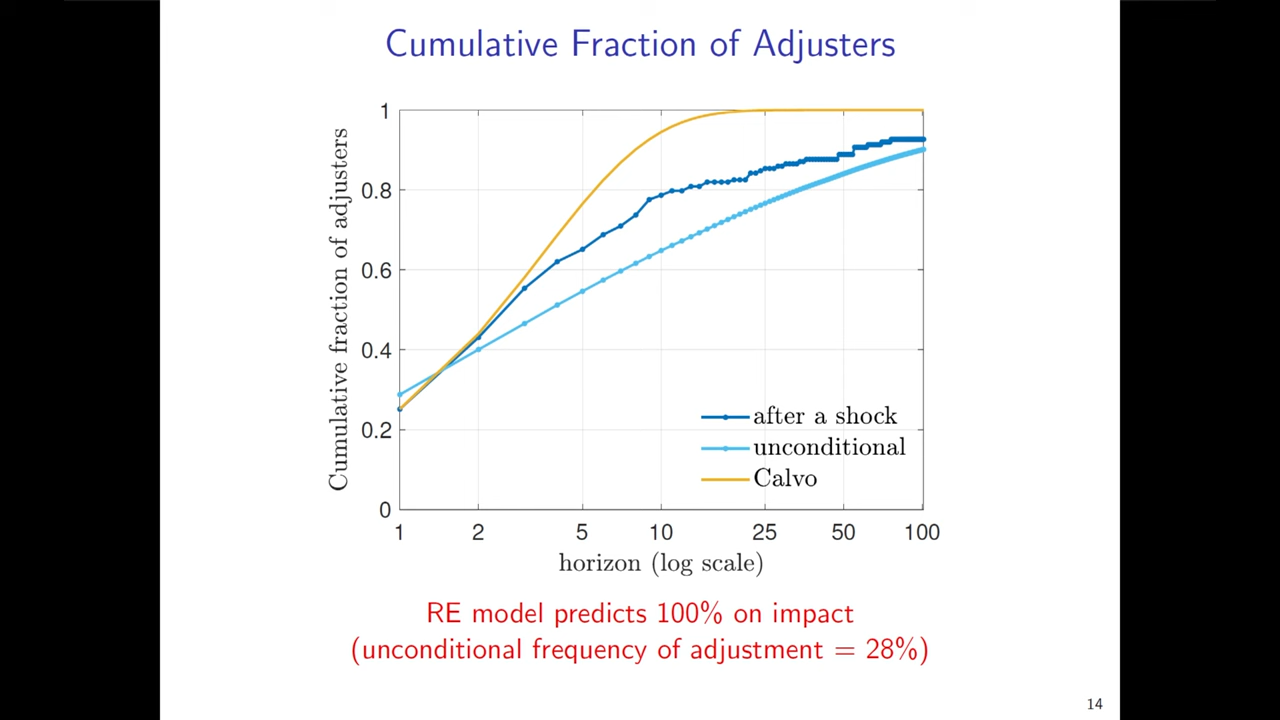 Cumulative Fraction of Adjusters
Cumulative fraction of adjusters
1
0.8
0.6
0.4
0.2
0
after a shock
unconditional
Calvo
1 2 5 10 25 50 100
horizon (log scale)
RE model predicts 100% on impact
(unconditional frequency of adjustment = 28%)
14